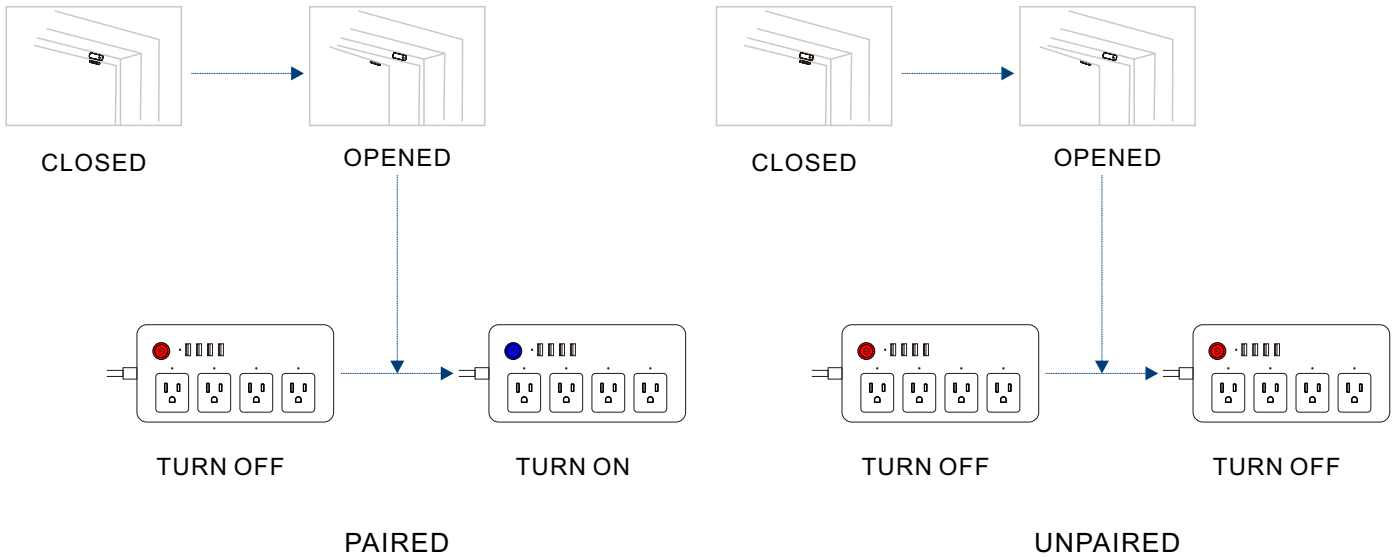 CLOSED
OPENED
CLOSED
OPENED
TURN OFF
TURN ON
TURN OFF
TURN OFF
PAIRED
UNPAIRED